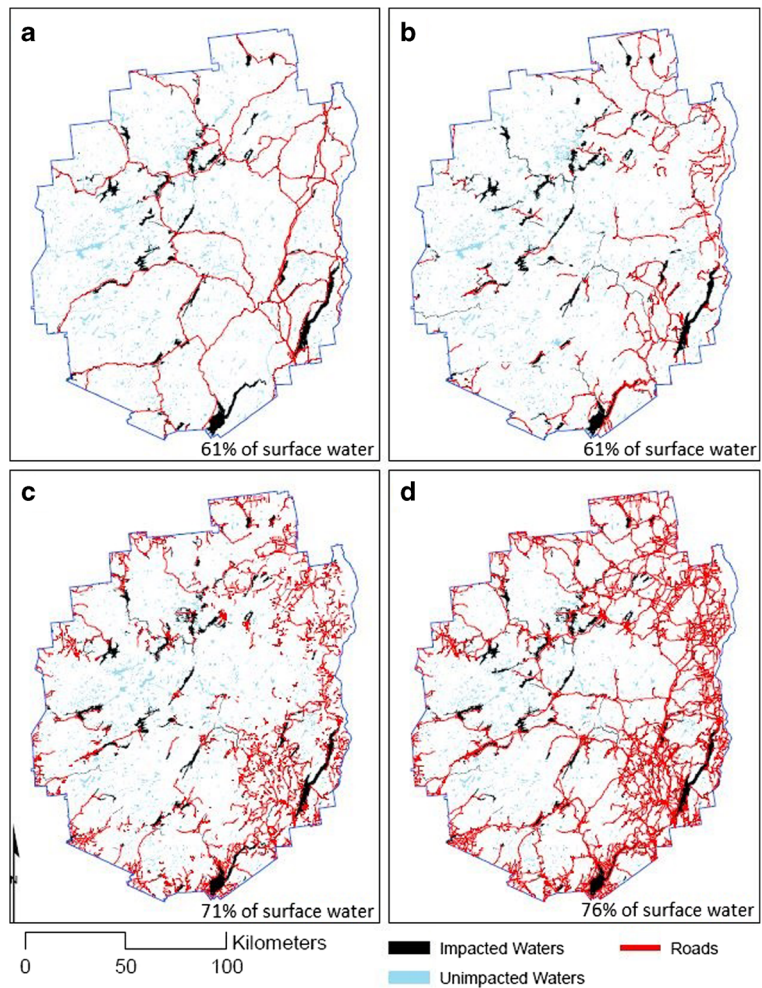 a
b
61% of surface water
61% of surface water
c
d
71% of surface water
76% of surface water
N
Kilometers
0 50 100
Impacted Waters
Roads
Unimpacted Waters